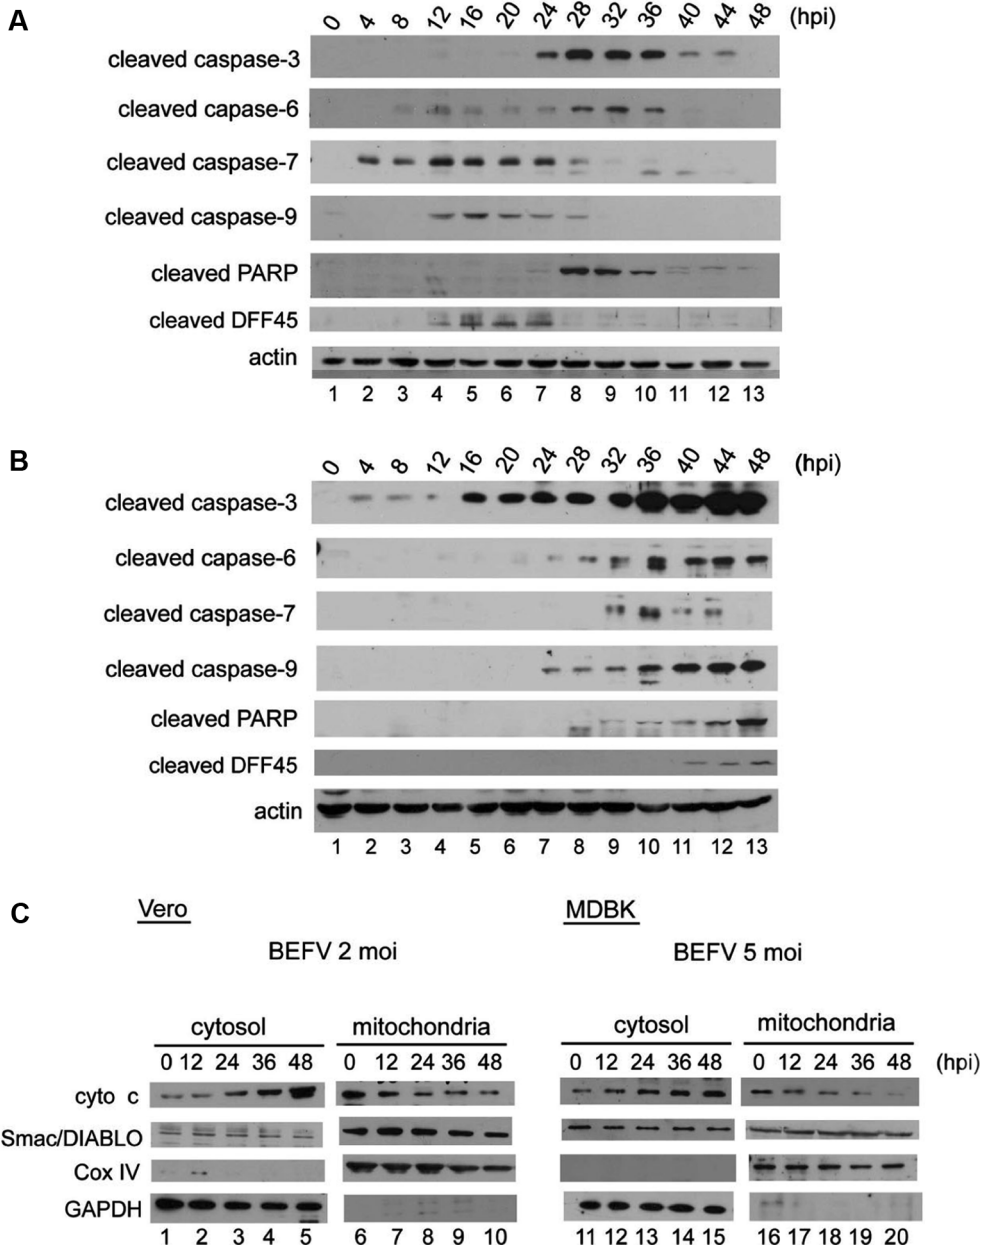 A
0 4 8 12 16 20 24 28 32 36 40 44 48 (hpi)
cleaved caspase-3
cleaved capase-6
cleaved caspase-7
cleaved caspase-9
cleaved PARP
cleaved DFF45
actin
1 2 3 4 5 6 7 8 9 10 11 12 13
B
0 4 8 12 16 20 24 28 32 36 40 44 48 (hpi)
cleaved caspase-3
cleaved capase-6
cleaved caspase-7
cleaved caspase-9
cleaved PARP
cleaved DFF45
actin
1 2 3 4 5 6 7 8 9 10 11 12 13
C
Vero MDBK
BEFV 2 moi BEFV 5 moi
cytosol mitochondria cytosol mitochondria
0 12 24 36 48 0 12 24 36 48 0 12 24 36 48 0 12 24 36 48 (hpi)
cyto c
Smac/DIABLO
Cox IV
GAPDH
1 2 3 4 5 6 7 8 9 10 11 12 13 14 15 16 17 18 19 20